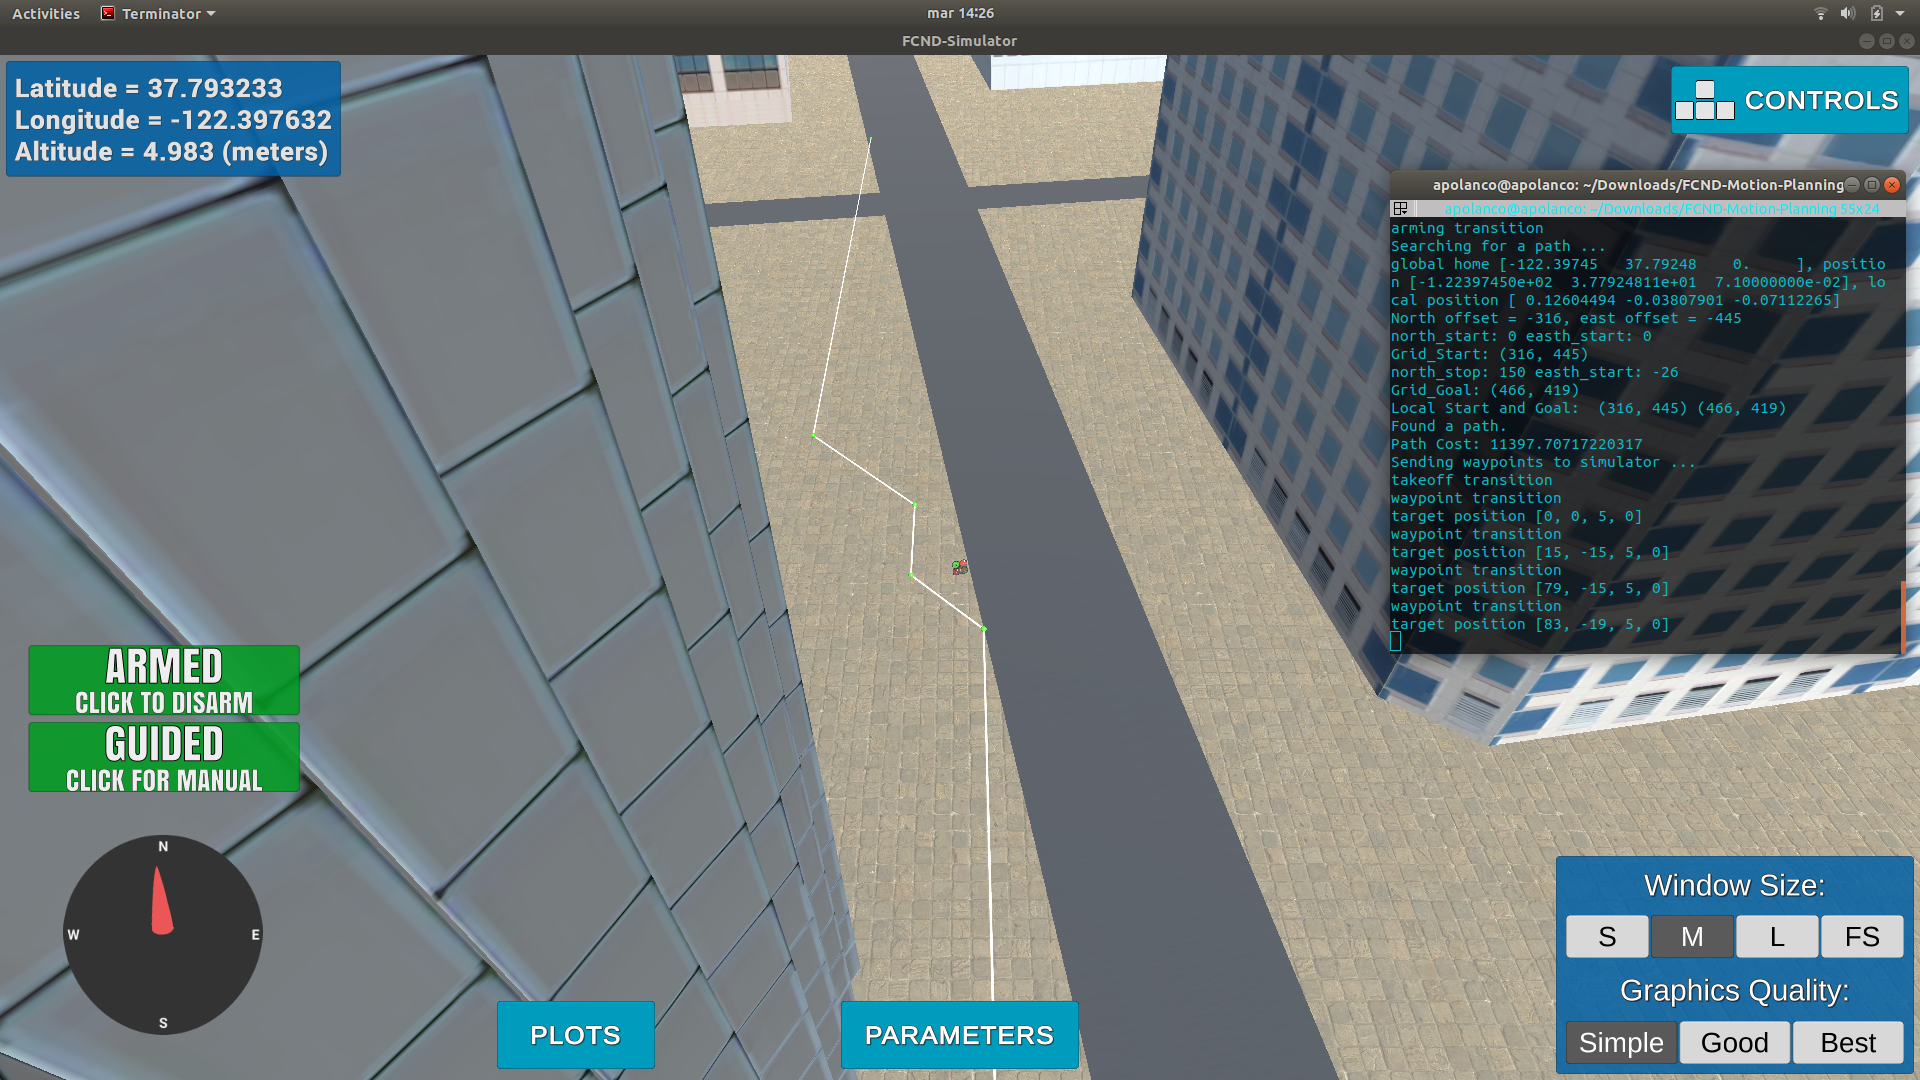 Activities
Terminator
mar 14:26
FCND-Simulator
Latitude = 37.793233
Longitude = -122.397632
Altitude = 4.983 (meters)
CONTROLS
apolanco@apolanco: ~/Downloads/FCND-Motion-Planning
apolanco@apolanco: ~/Downloads/FCND-Motion-Planning 55x24
arming transition
Searching for a path ...
global home [-122.39745   37.79248    0.     ], positio
n [-1.22397450e+02  3.77924811e+01  7.10000000e-02], lo
cal position [ 0.12604494 -0.03807901 -0.07112265]
North offset = -316, east offset = -445
north_start: 0 easth_start: 0
Grid_Start: (316, 445)
north_stop: 150 easth_start: -26
Grid_Goal: (466, 419)
Local Start and Goal:  (316, 445) (466, 419)
Found a path.
Path Cost: 11397.70717220317
Sending waypoints to simulator ...
takeoff transition
waypoint transition
target position [0, 0, 5, 0]
waypoint transition
target position [15, -15, 5, 0]
waypoint transition
target position [79, -15, 5, 0]
waypoint transition
target position [83, -19, 5, 0]
ARMED
CLICK TO DISARM
GUIDED
CLICK FOR MANUAL
N
W
E
S
PLOTS
PARAMETERS
Window Size:
S M L FS
Graphics Quality:
Simple Good Best